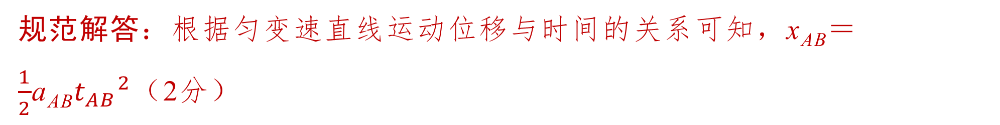 规范解答：根据匀变速直线运动位移与时间的关系可知，x_{AB}＝
\frac{1}{2}a_{AB}t_{AB}^2（2分）